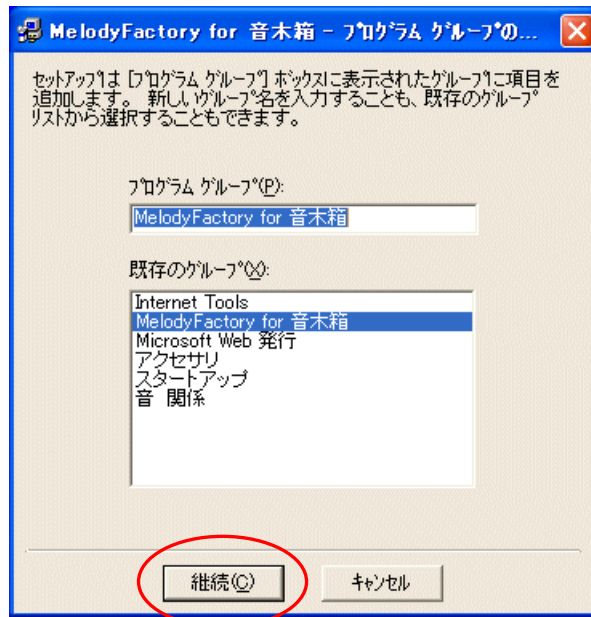 MelodyFactory for 音木箱 - ﾌﾟﾛｸﾞﾗﾑ ｸﾞﾙｰﾌﾟの...
ｾｯﾄｱｯﾌﾟは [ﾌﾟﾛｸﾞﾗﾑ ｸﾞﾙｰﾌﾟ] ﾎﾞｯｸｽに表示されたｸﾞﾙｰﾌﾟに項目を
追加します。 新しいｸﾞﾙｰﾌﾟ名を入力することも、既存のｸﾞﾙｰﾌﾟ
ﾘｽﾄから選択することもできます。
ﾌﾟﾛｸﾞﾗﾑ ｸﾞﾙｰﾌﾟ(P):
MelodyFactory for 音木箱
既存のｸﾞﾙｰﾌﾟ(X):
Internet Tools
MelodyFactory for 音木箱
Microsoft Web 発行
アクセサリ
スタートアップ
音 関係
継続(C)
ｷｬﾝｾﾙ